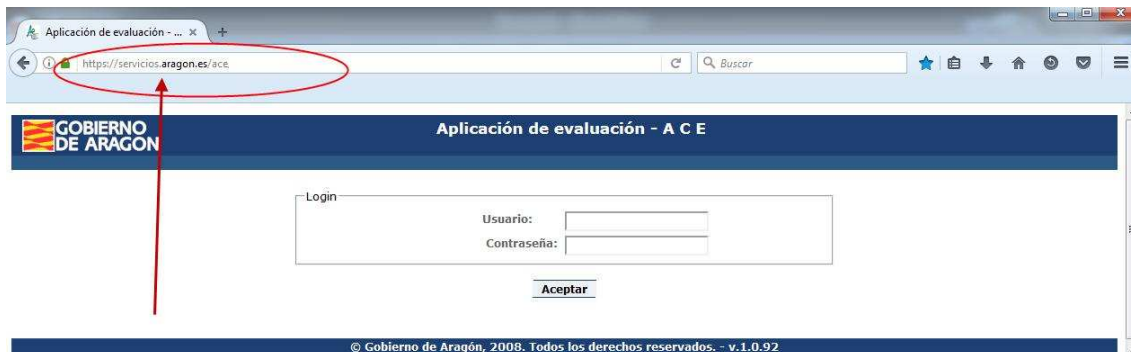 Aplicación de evaluación - ... ×
https://servicios.aragon.es/ace
Buscar
GOBIERNO
DE ARAGON
Aplicación de evaluación - A C E
Login
Usuario:
Contraseña:
Aceptar
© Gobierno de Aragón, 2008. Todos los derechos reservados. - v.1.0.92